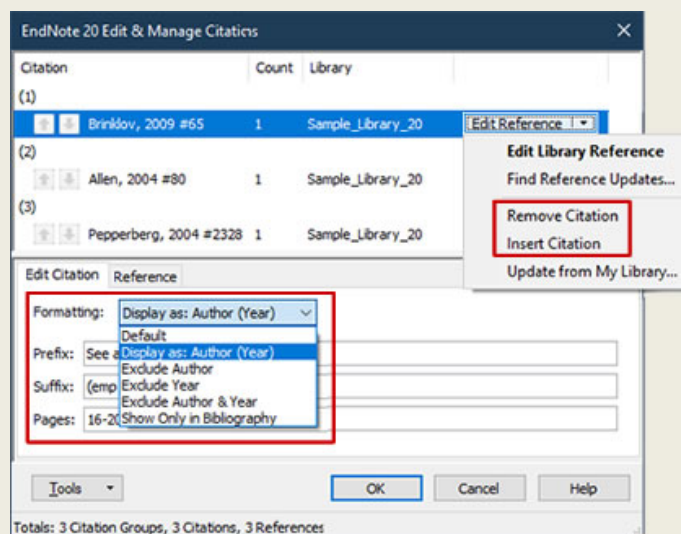 EndNote 20 Edit & Manage Citations
Citation Count Library
(1)
Brinklov, 2009 #65 1 Sample_Library_20 Edit Reference
(2)
Edit Library Reference
Allen, 2004 #80 1 Sample_Library_20
Find Reference Updates...
(3)
Remove Citation
Pepperberg, 2004 #2328 1 Sample_Library_20
Insert Citation
Update from My Library...
Edit Citation Reference
Formatting: Display as: Author (Year)
Default
Prefix: See a Display as: Author (Year)
Exclude Author
Suffix: (emp Exclude Year
Exclude Author & Year
Pages: 16-20 Show Only in Bibliography
Tools OK Cancel Help
Totals: 3 Citation Groups, 3 Citations, 3 References